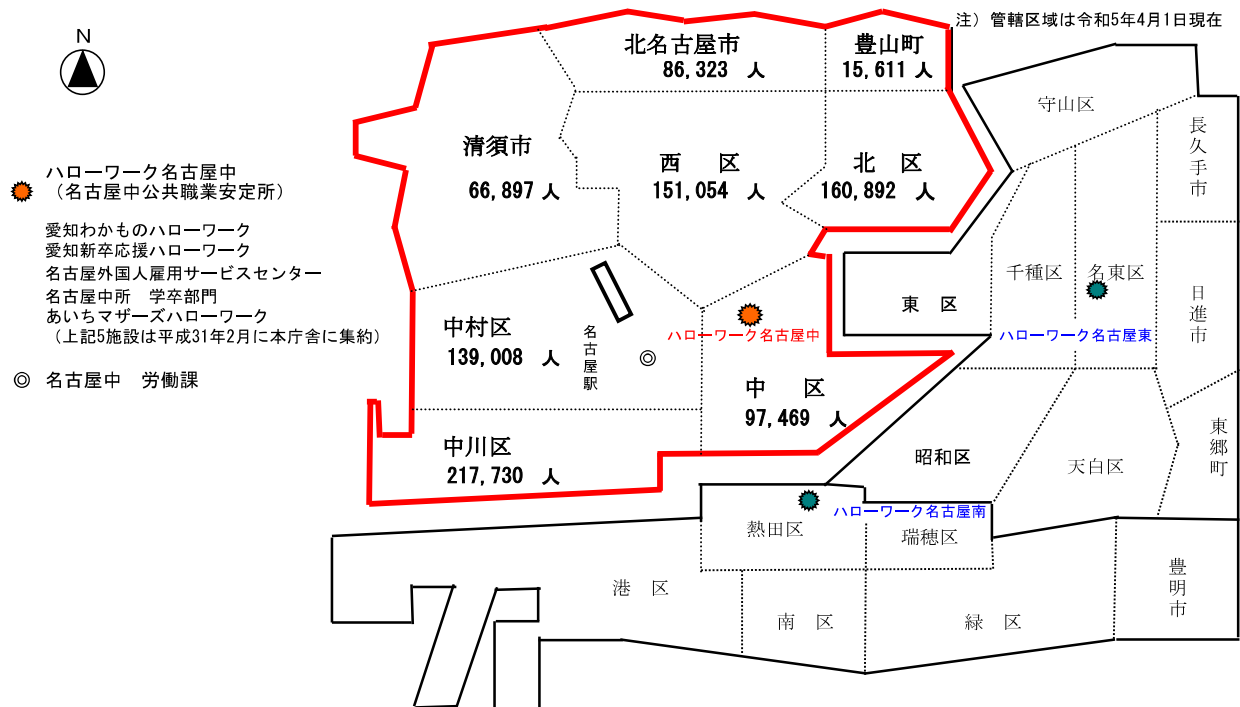 注）管轄区域は令和5年4月1日現在
N
ハローワーク名古屋中
（名古屋中公共職業安定所）
愛知わかものハローワーク
愛知新卒応援ハローワーク
名古屋外国人雇用サービスセンター
名古屋中所　学卒部門
あいちマザーズハローワーク
（上記5施設は平成31年2月に本庁舎に集約）
◎ 名古屋中　労働課
北名古屋市
86,323 人
豊山町
15,611 人
清須市
66,897 人
西　区
151,054 人
北 区
160,892 人
守山区
長久手市
中村区
139,008 人
名古屋駅
◎
ハローワーク名古屋中
中　区
97,469 人
中川区
217,730 人
東 区
千種区
名東区
ハローワーク名古屋東
日進市
昭和区
天白区
東郷町
ハローワーク名古屋南
熱田区
瑞穂区
港 区
南 区
緑 区
豊明市